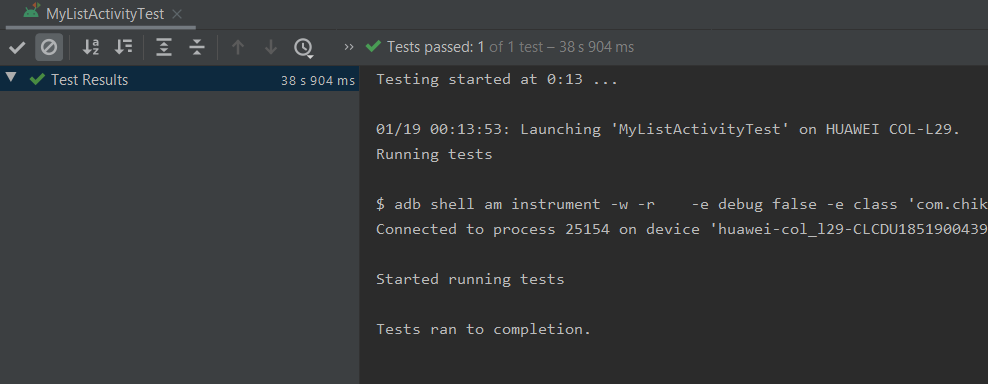 MyListActivityTest
Tests passed: 1 of 1 test – 38 s 904 ms
Test Results 38 s 904 ms
Testing started at 0:13 ...
01/19 00:13:53: Launching 'MyListActivityTest' on HUAWEI COL-L29.
Running tests
$ adb shell am instrument -w -r    -e debug false -e class 'com.chik
Connected to process 25154 on device 'huawei-col_l29-CLCDU1851900439
Started running tests
Tests ran to completion.